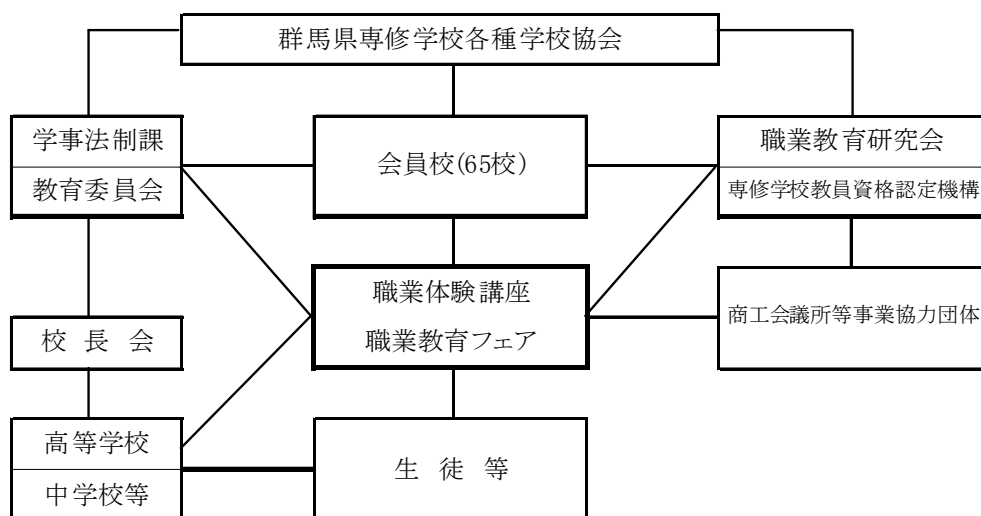 群馬県専修学校各種学校協会
学事法制課
教育委員会
会員校(65校)
職業教育研究会
専修学校教員資格認定機構
職業体験講座
職業教育フェア
商工会議所等事業協力団体
校 長 会
高等学校
中学校等
生 徒 等